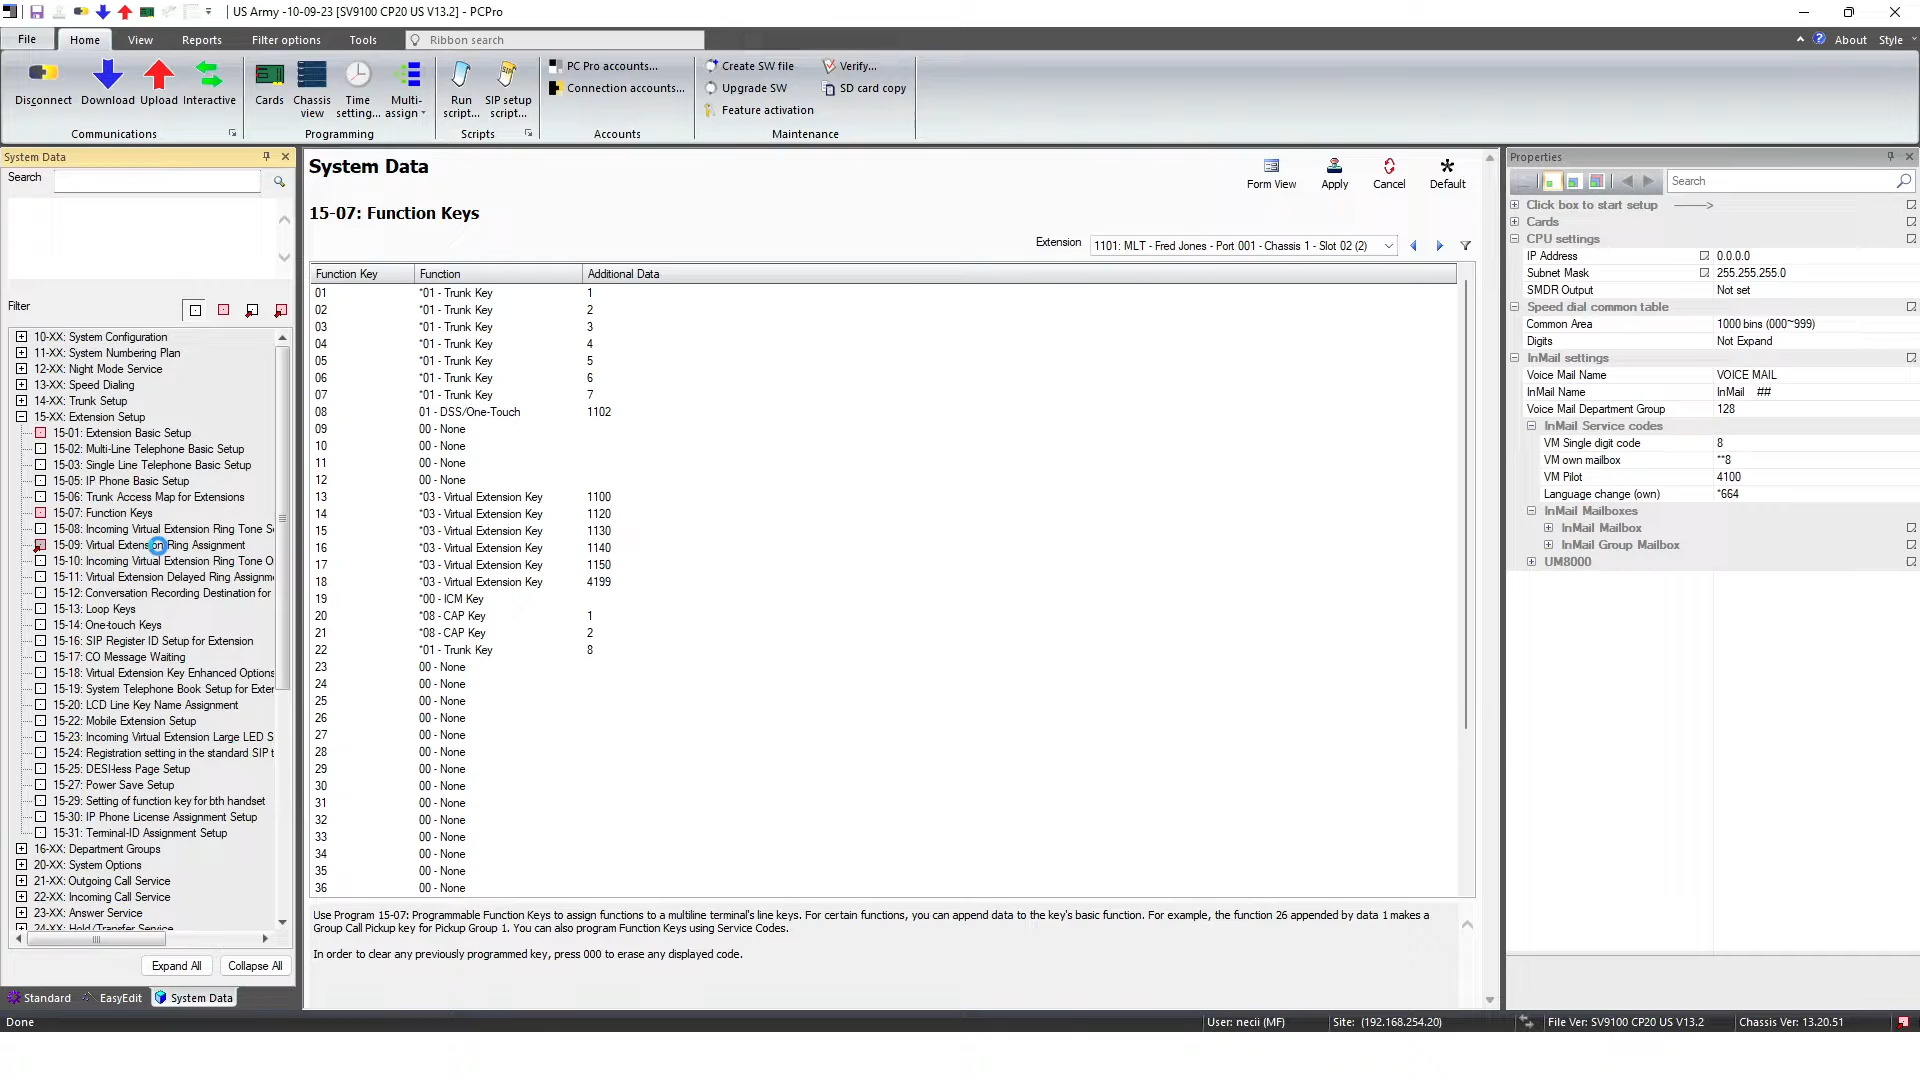 US Army -10-09-23 [SV9100 CP20 US V13.2] - PCPro
File Home View Reports Filter options Tools Ribbon search About Style
Disconnect Download Upload Interactive
Communications
Cards Chassis view Time setting... Multi-assign
Programming
Run script... SIP setup script...
Scripts
PC Pro accounts...
Connection accounts...
Accounts
Create SW file Verify...
Upgrade SW SD card copy
Feature activation
Maintenance
System Data
Search
Filter
10-XX: System Configuration
11-XX: System Numbering Plan
12-XX: Night Mode Service
13-XX: Speed Dialing
14-XX: Trunk Setup
15-XX: Extension Setup
15-01: Extension Basic Setup
15-02: Multi-Line Telephone Basic Setup
15-03: Single Line Telephone Basic Setup
15-05: IP Phone Basic Setup
15-06: Trunk Access Map for Extensions
15-07: Function Keys
15-08: Incoming Virtual Extension Ring Tone S
15-09: Virtual Extension Ring Assignment
15-10: Incoming Virtual Extension Ring Tone O
15-11: Virtual Extension Delayed Ring Assignm
15-12: Conversation Recording Destination for
15-13: Loop Keys
15-14: One-touch Keys
15-16: SIP Register ID Setup for Extension
15-17: CO Message Waiting
15-18: Virtual Extension Key Enhanced Options
15-19: System Telephone Book Setup for Exter
15-20: LCD Line Key Name Assignment
15-22: Mobile Extension Setup
15-23: Incoming Virtual Extension Large LED S
15-24: Registration setting in the standard SIP t
15-25: DESI-less Page Setup
15-27: Power Save Setup
15-29: Setting of function key for bth handset
15-30: IP Phone License Assignment Setup
15-31: Terminal-ID Assignment Setup
16-XX: Department Groups
20-XX: System Options
21-XX: Outgoing Call Service
22-XX: Incoming Call Service
23-XX: Answer Service
24-XX: Hold/Transfer Service
Expand All Collapse All
Standard EasyEdit System Data
System Data
Form View Apply Cancel Default
15-07: Function Keys
Extension 1101: MLT - Fred Jones - Port 001 - Chassis 1 - Slot 02 (2)
Function Key Function Additional Data
01 *01 - Trunk Key 1
02 *01 - Trunk Key 2
03 *01 - Trunk Key 3
04 *01 - Trunk Key 4
05 *01 - Trunk Key 5
06 *01 - Trunk Key 6
07 *01 - Trunk Key 7
08 01 - DSS/One-Touch 1102
09 00 - None
10 00 - None
11 00 - None
12 00 - None
13 *03 - Virtual Extension Key 1100
14 *03 - Virtual Extension Key 1120
15 *03 - Virtual Extension Key 1130
16 *03 - Virtual Extension Key 1140
17 *03 - Virtual Extension Key 1150
18 *03 - Virtual Extension Key 4199
19 *00 - ICM Key
20 *08 - CAP Key 1
21 *08 - CAP Key 2
22 *01 - Trunk Key 8
23 00 - None
24 00 - None
25 00 - None
26 00 - None
27 00 - None
28 00 - None
29 00 - None
30 00 - None
31 00 - None
32 00 - None
33 00 - None
34 00 - None
35 00 - None
36 00 - None
Use Program 15-07: Programmable Function Keys to assign functions to a multiline terminal's line keys. For certain functions, you can append data to the key's basic function. For example, the function 26 appended by data 1 makes a
Group Call Pickup key for Pickup Group 1. You can also program Function Keys using Service Codes.
In order to clear any previously programmed key, press 000 to erase any displayed code.
Properties
Search
Click box to start setup ----->
Cards
CPU settings
IP Address 0.0.0.0
Subnet Mask 255.255.255.0
SMDR Output Not set
Speed dial common table
Common Area 1000 bins (000~999)
Digits Not Expand
InMail settings
Voice Mail Name VOICE MAIL
InMail Name InMail ##
Voice Mail Department Group 128
InMail Service codes
VM Single digit code 8
VM own mailbox **8
VM Pilot 4100
Language change (own) *664
InMail Mailboxes
InMail Mailbox
InMail Group Mailbox
UM8000
Done User: necii (MF) Site: (192.168.254.20) File Ver: SV9100 CP20 US V13.2 Chassis Ver: 13.20.51